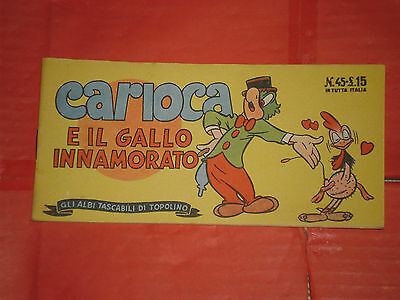 carioca
E IL GALLO
INNAMORATO
N.45-£.15
IN TUTTA ITALIA
GLI ALBI TASCABILI DI TOPOLINO